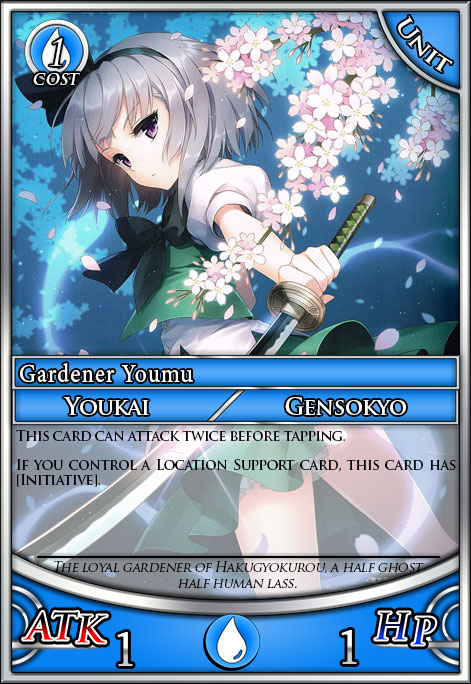 1
COST
UNIT
Gardener Youmu
YOUKAI / GENSOKYO
THIS CARD CAN ATTACK TWICE BEFORE TAPPING.
IF YOU CONTROL A LOCATION SUPPORT CARD, THIS CARD HAS
[INITIATIVE].
THE LOYAL GARDENER OF HAKUGYOKUROU, A HALF GHOST
HALF HUMAN LASS.
ATK 1 1 HP